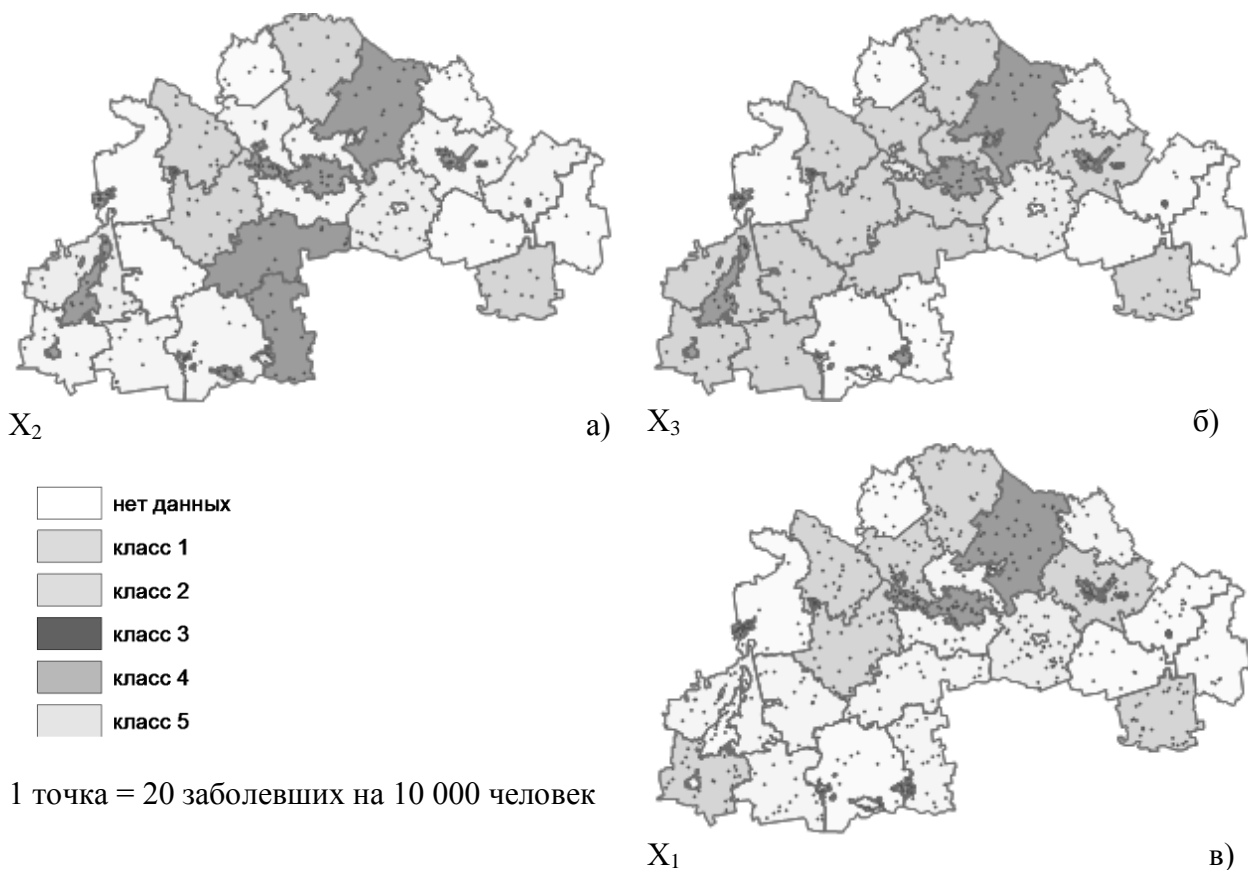 X₂ а)
X₃ б)
нет данных
класс 1
класс 2
класс 3
класс 4
класс 5
1 точка = 20 заболевших на 10 000 человек
X₁ в)